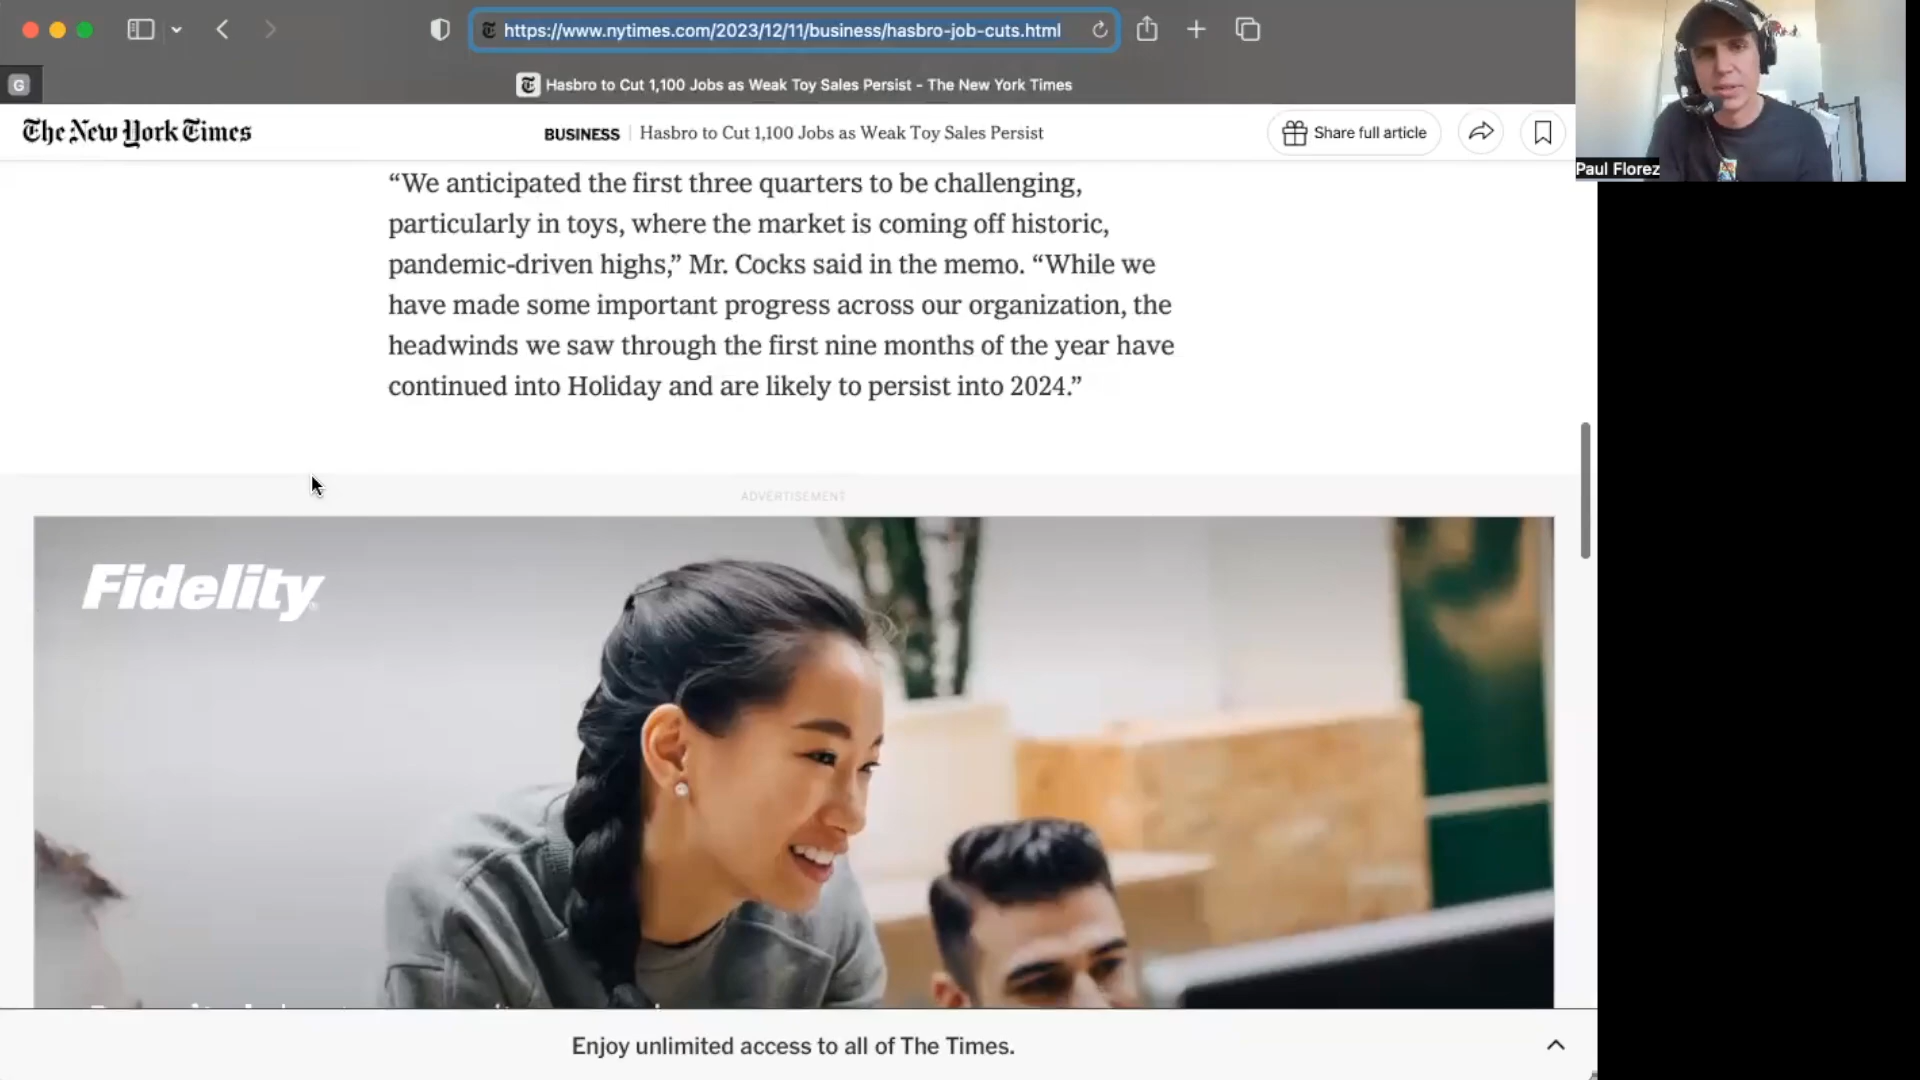 https://www.nytimes.com/2023/12/11/business/hasbro-job-cuts.html
G
Hasbro to Cut 1,100 Jobs as Weak Toy Sales Persist – The New York Times
The New York Times
BUSINESS
Hasbro to Cut 1,100 Jobs as Weak Toy Sales Persist
Share full article
Paul Florez
“We anticipated the first three quarters to be challenging,
particularly in toys, where the market is coming off historic,
pandemic-driven highs,” Mr. Cocks said in the memo. “While we
have made some important progress across our organization, the
headwinds we saw through the first nine months of the year have
continued into Holiday and are likely to persist into 2024.”
ADVERTISEMENT
Fidelity
Enjoy unlimited access to all of The Times.